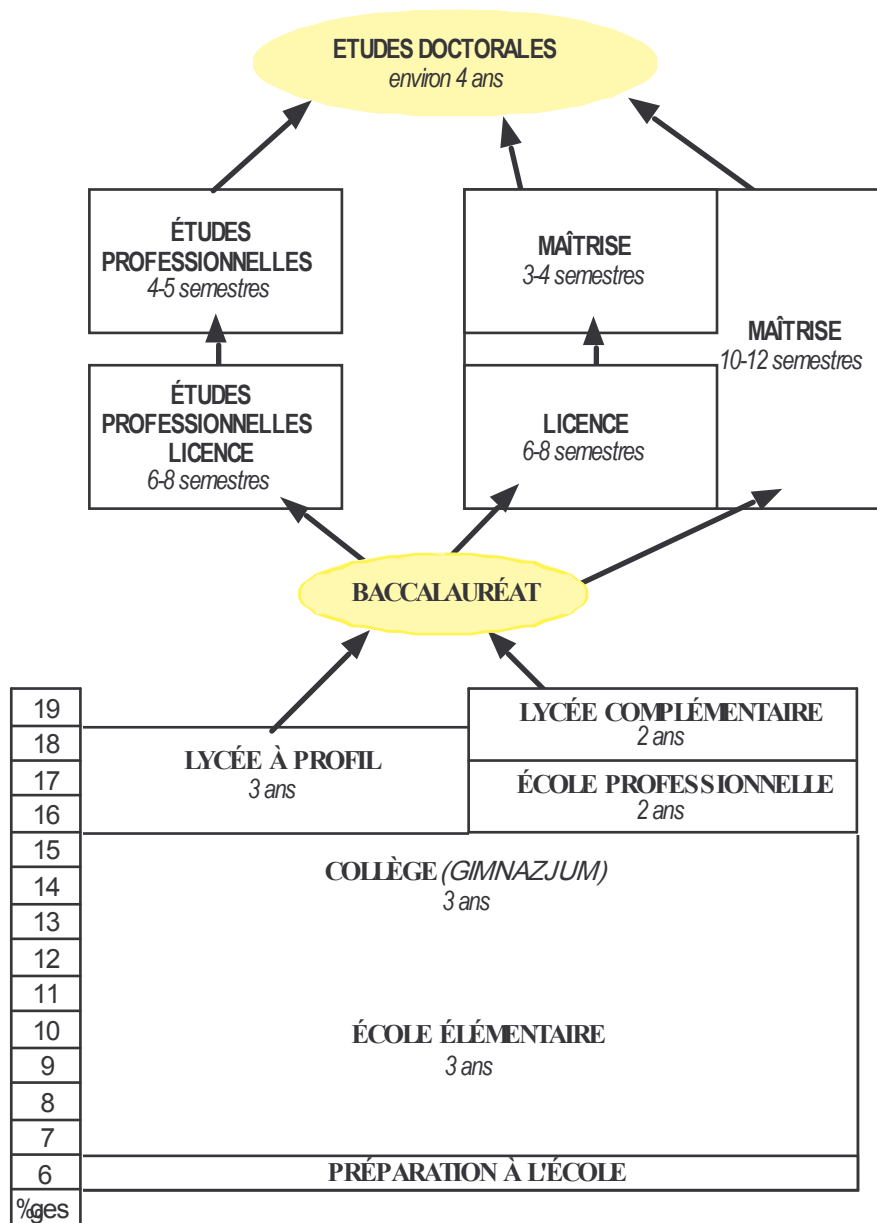 ETUDES DOCTORALES
environ 4 ans
ÉTUDES
PROFESSIONNELLES
4-5 semestres
MAÎTRISE
3-4 semestres
MAÎTRISE
10-12 semestres
ÉTUDES
PROFESSIONNELLES
LICENCE
6-8 semestres
LICENCE
6-8 semestres
BACCALAURÉAT
19
LYCÉE COMPLÉMENTAIRE
2 ans
18
LYCÉE À PROFIL
3 ans
17
ÉCOLE PROFESSIONNELLE
2 ans
16
15
COLLÈGE (GIMNAZJUM)
3 ans
14
13
12
11
10
ÉCOLE ÉLÉMENTAIRE
3 ans
9
8
7
6
PRÉPARATION À L'ÉCOLE
%ges